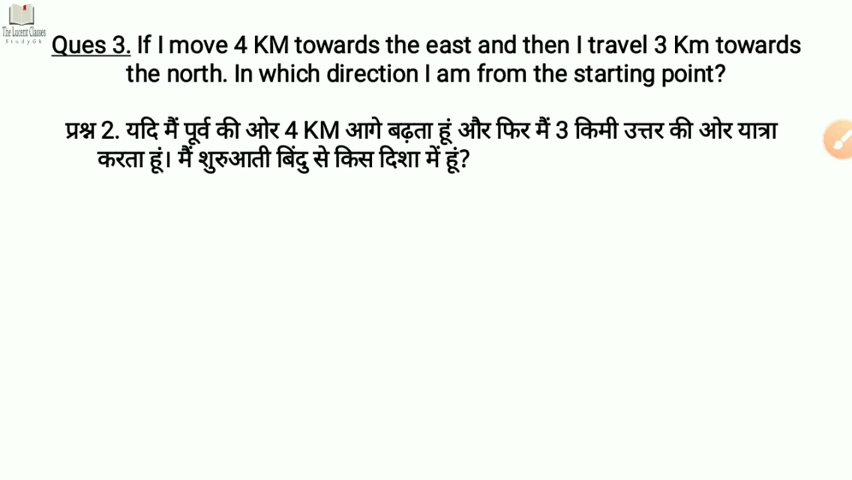 The Lucent Classes
StudyGk
Ques 3. If I move 4 KM towards the east and then I travel 3 Km towards
the north. In which direction I am from the starting point?
प्रश्न 2. यदि मैं पूर्व की ओर 4 KM आगे बढ़ता हूं और फिर मैं 3 किमी उत्तर की ओर यात्रा
करता हूं। मैं शुरुआती बिंदु से किस दिशा में हूं?